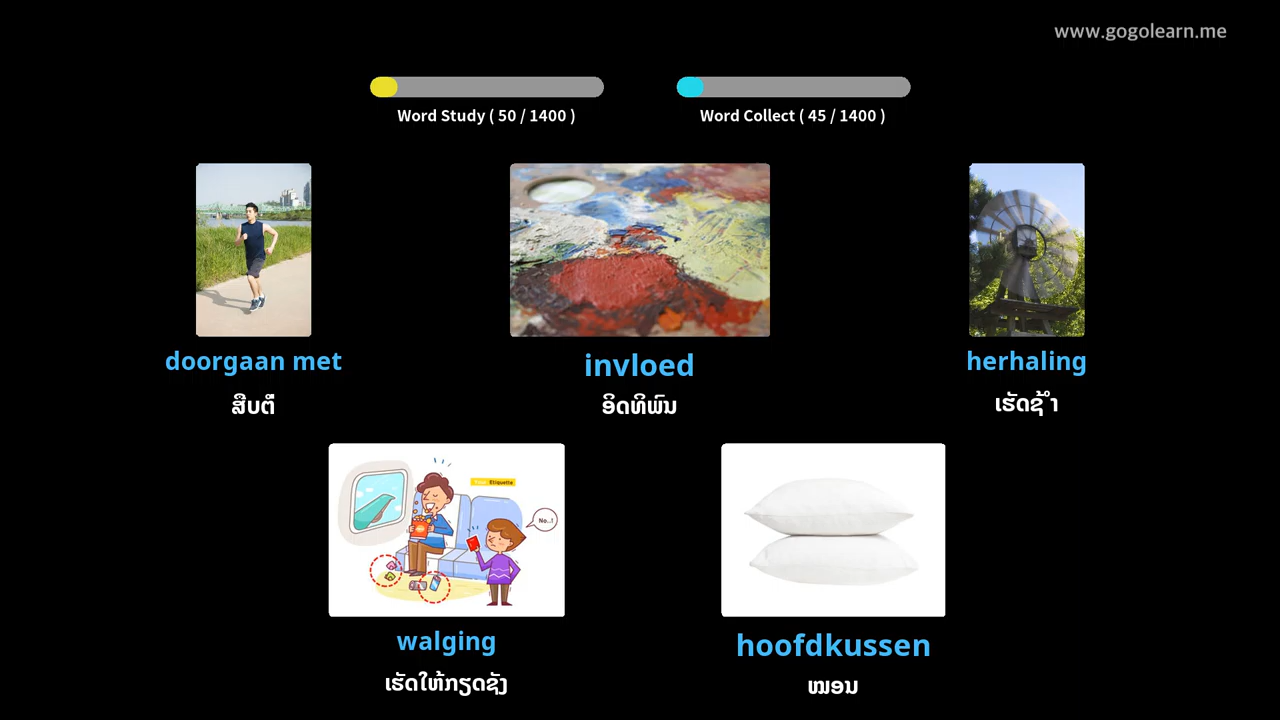 www.gogolearn.me
Word Study ( 50 / 1400 )
Word Collect ( 45 / 1400 )
doorgaan met
ສືບຕໍ່
invloed
ອິດທິພົນ
herhaling
ເຮັດຊ້ ຳ
Etiquette
No..!
walging
ເຮັດໃຫ້ກຽດຊັງ
hoofdkussen
ໝອນ